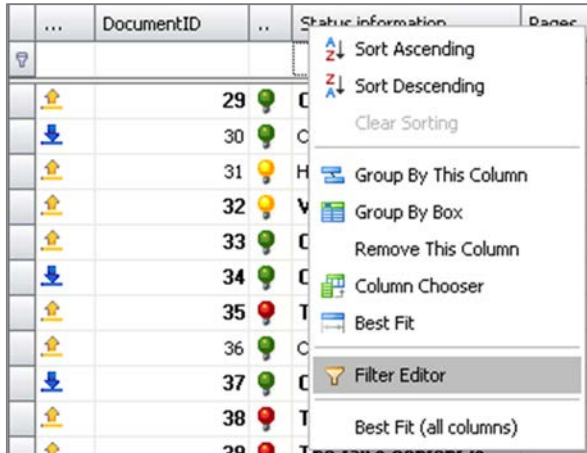 ... DocumentID .. Status information Pages
Sort Ascending
29 C
Sort Descending
30 C
Clear Sorting
31 H
Group By This Column
32 V
Group By Box
33 C
Remove This Column
34 C
Column Chooser
35 T
Best Fit
36 C
37 C
Filter Editor
38 T
Best Fit (all columns)
39